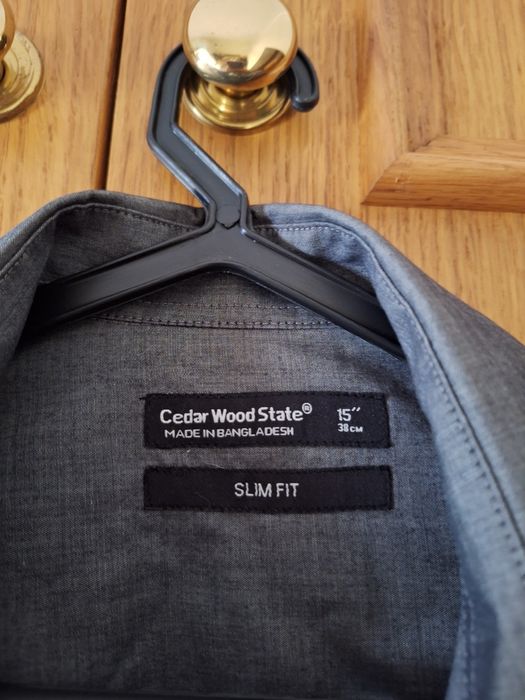 Cedar Wood State® 15"
MADE IN BANGLADESH 38CM
SLIM FIT